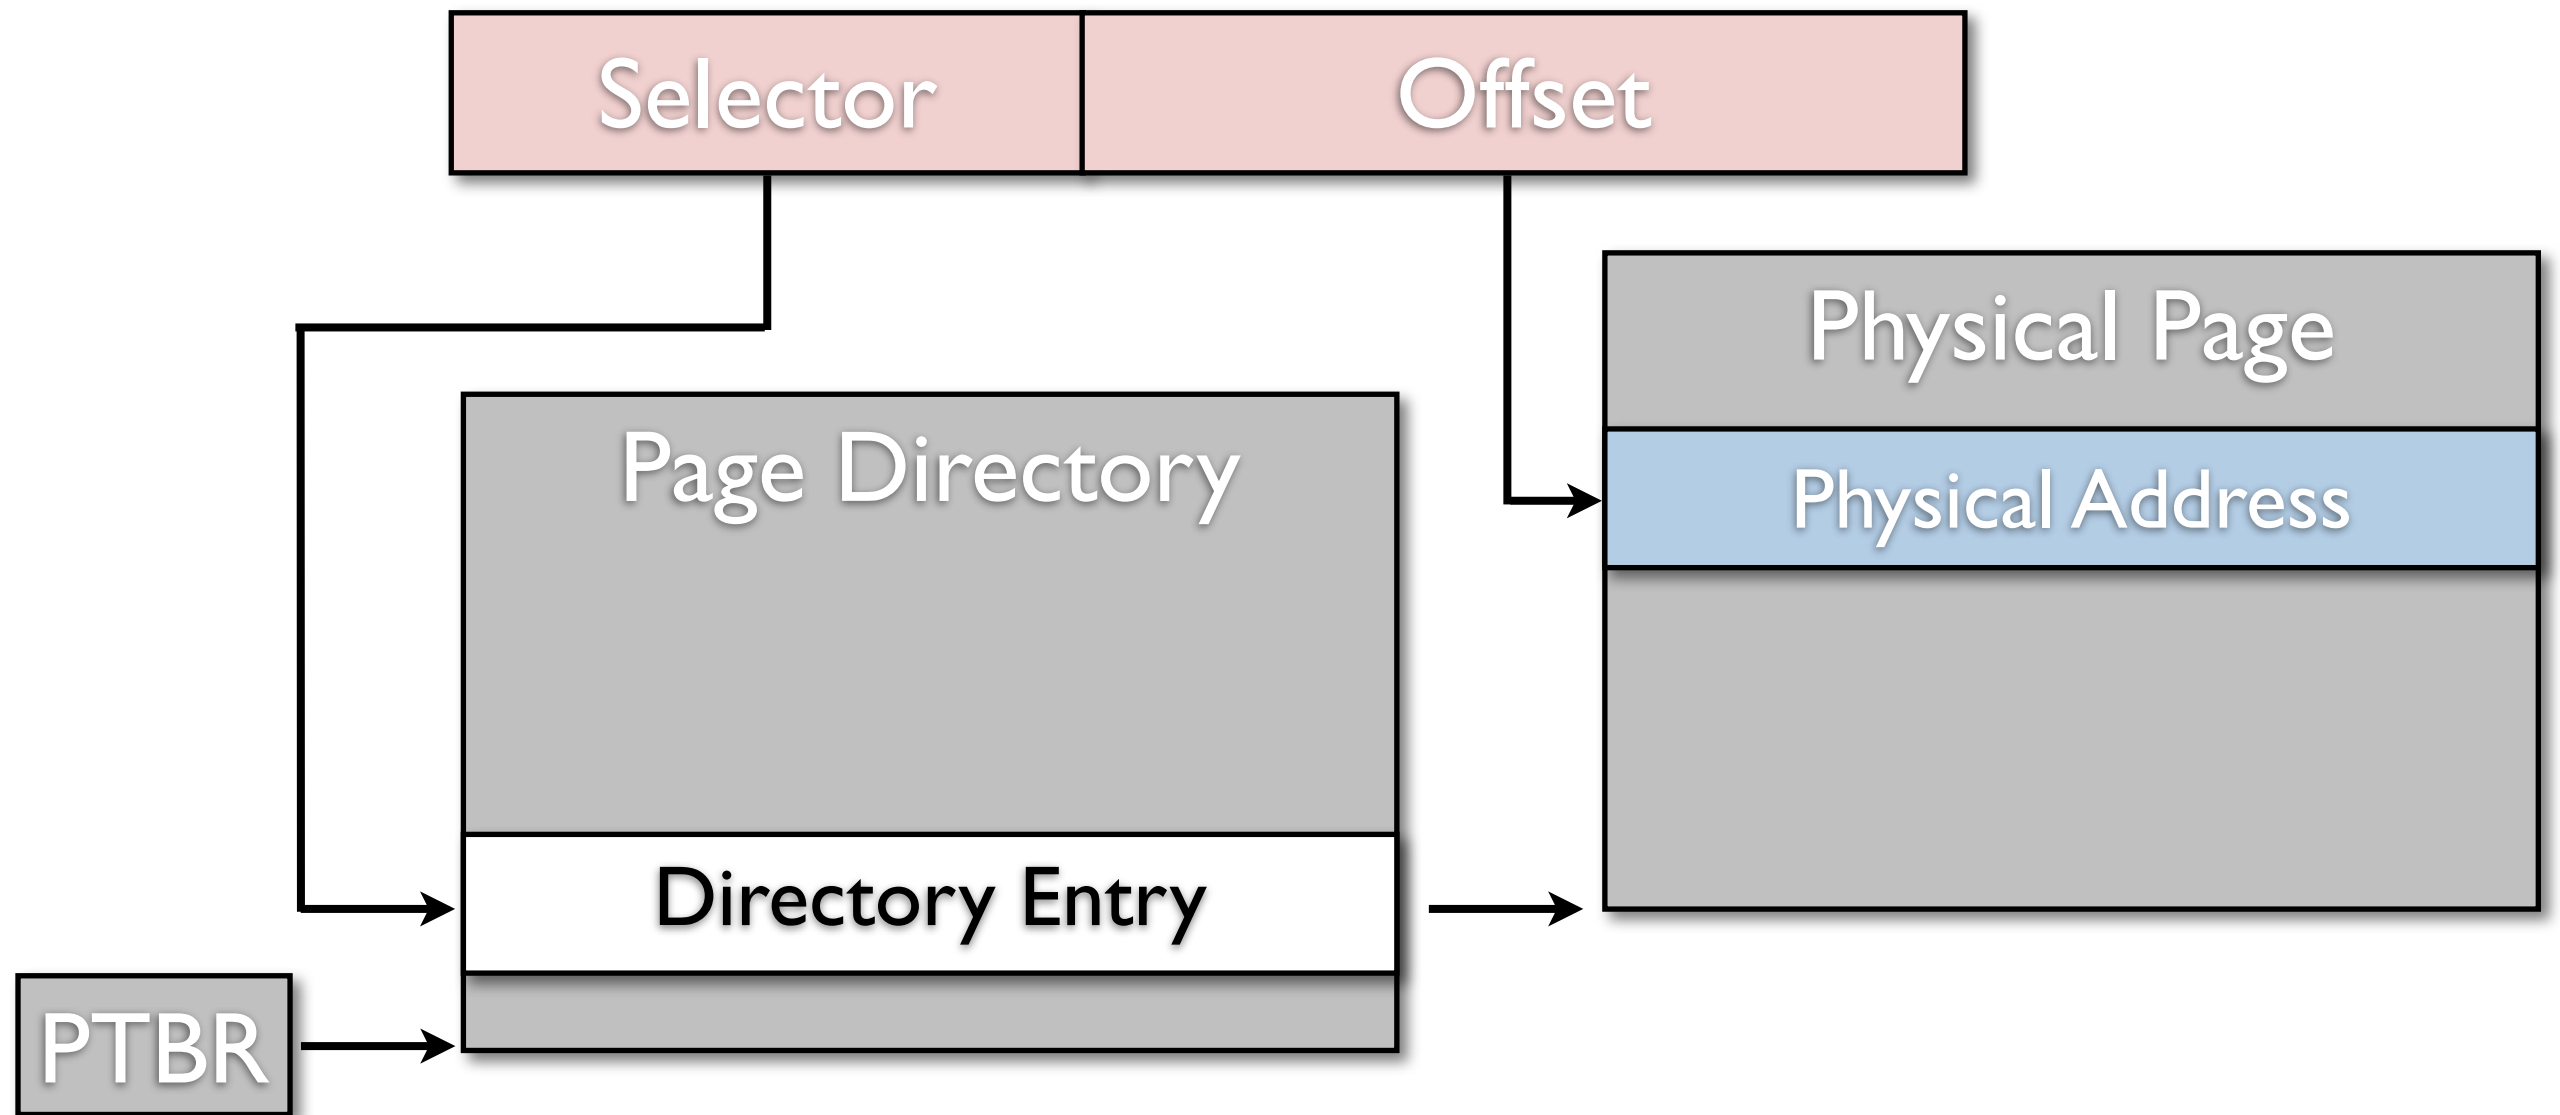 Selector
Offset
Physical Page
Page Directory
Physical Address
Directory Entry
PTBR